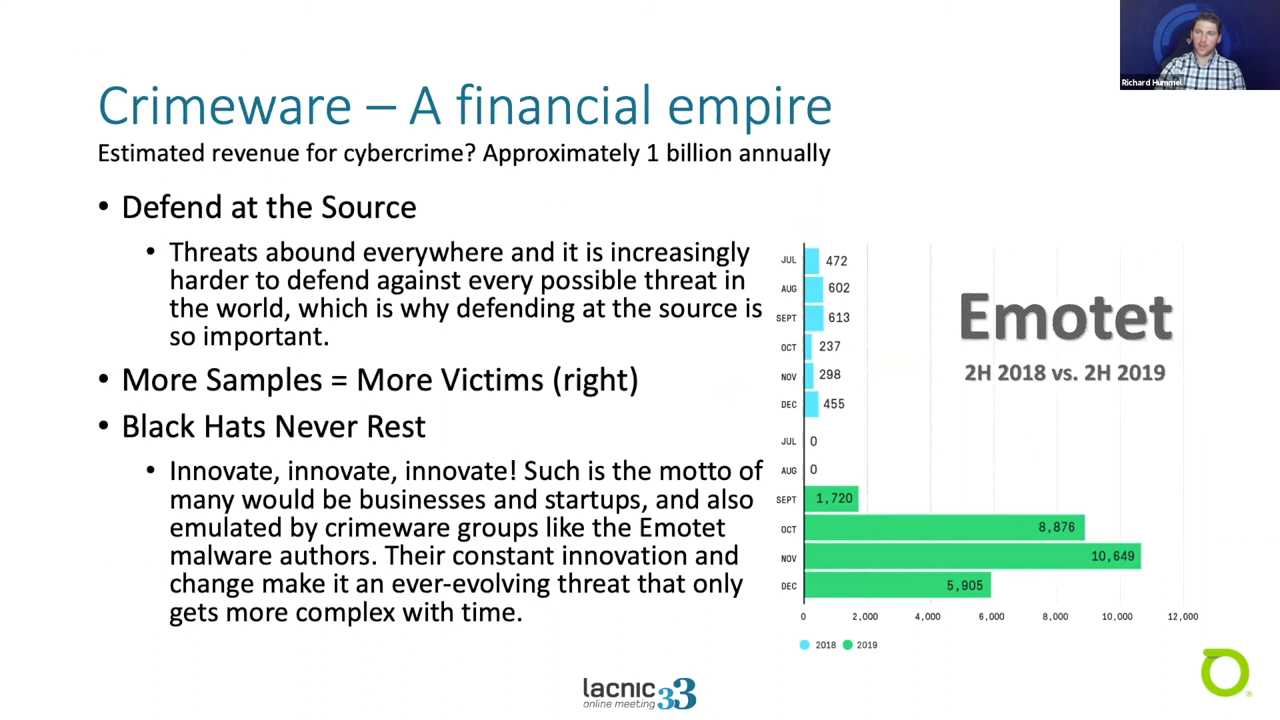 Richard Hummel
Crimeware – A financial empire
Estimated revenue for cybercrime? Approximately 1 billion annually
• Defend at the Source
• Threats abound everywhere and it is increasingly
harder to defend against every possible threat in
the world, which is why defending at the source is
so important.
• More Samples = More Victims (right)
• Black Hats Never Rest
• Innovate, innovate, innovate! Such is the motto of
many would be businesses and startups, and also
emulated by crimeware groups like the Emotet
malware authors. Their constant innovation and
change make it an ever-evolving threat that only
gets more complex with time.
Emotet
2H 2018 vs. 2H 2019
JUL 472
AUG 602
SEPT 613
OCT 237
NOV 298
DEC 455
JUL 0
AUG 0
SEPT 1,720
OCT 8,876
NOV 10,649
DEC 5,905
0 2,000 4,000 6,000 8,000 10,000 12,000
2018 2019
lacnic 33
online meeting